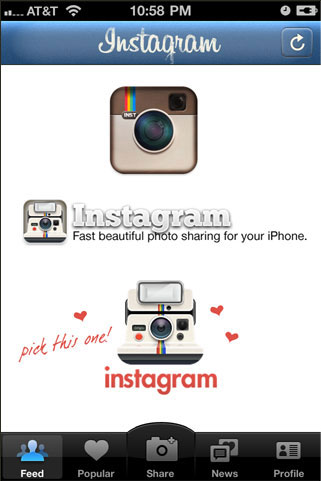 AT&T 10:58 PM
Instagram
INST
Instagram
Fast beautiful photo sharing for your iPhone.
pick this one!
instagram
Feed Popular Share News Profile